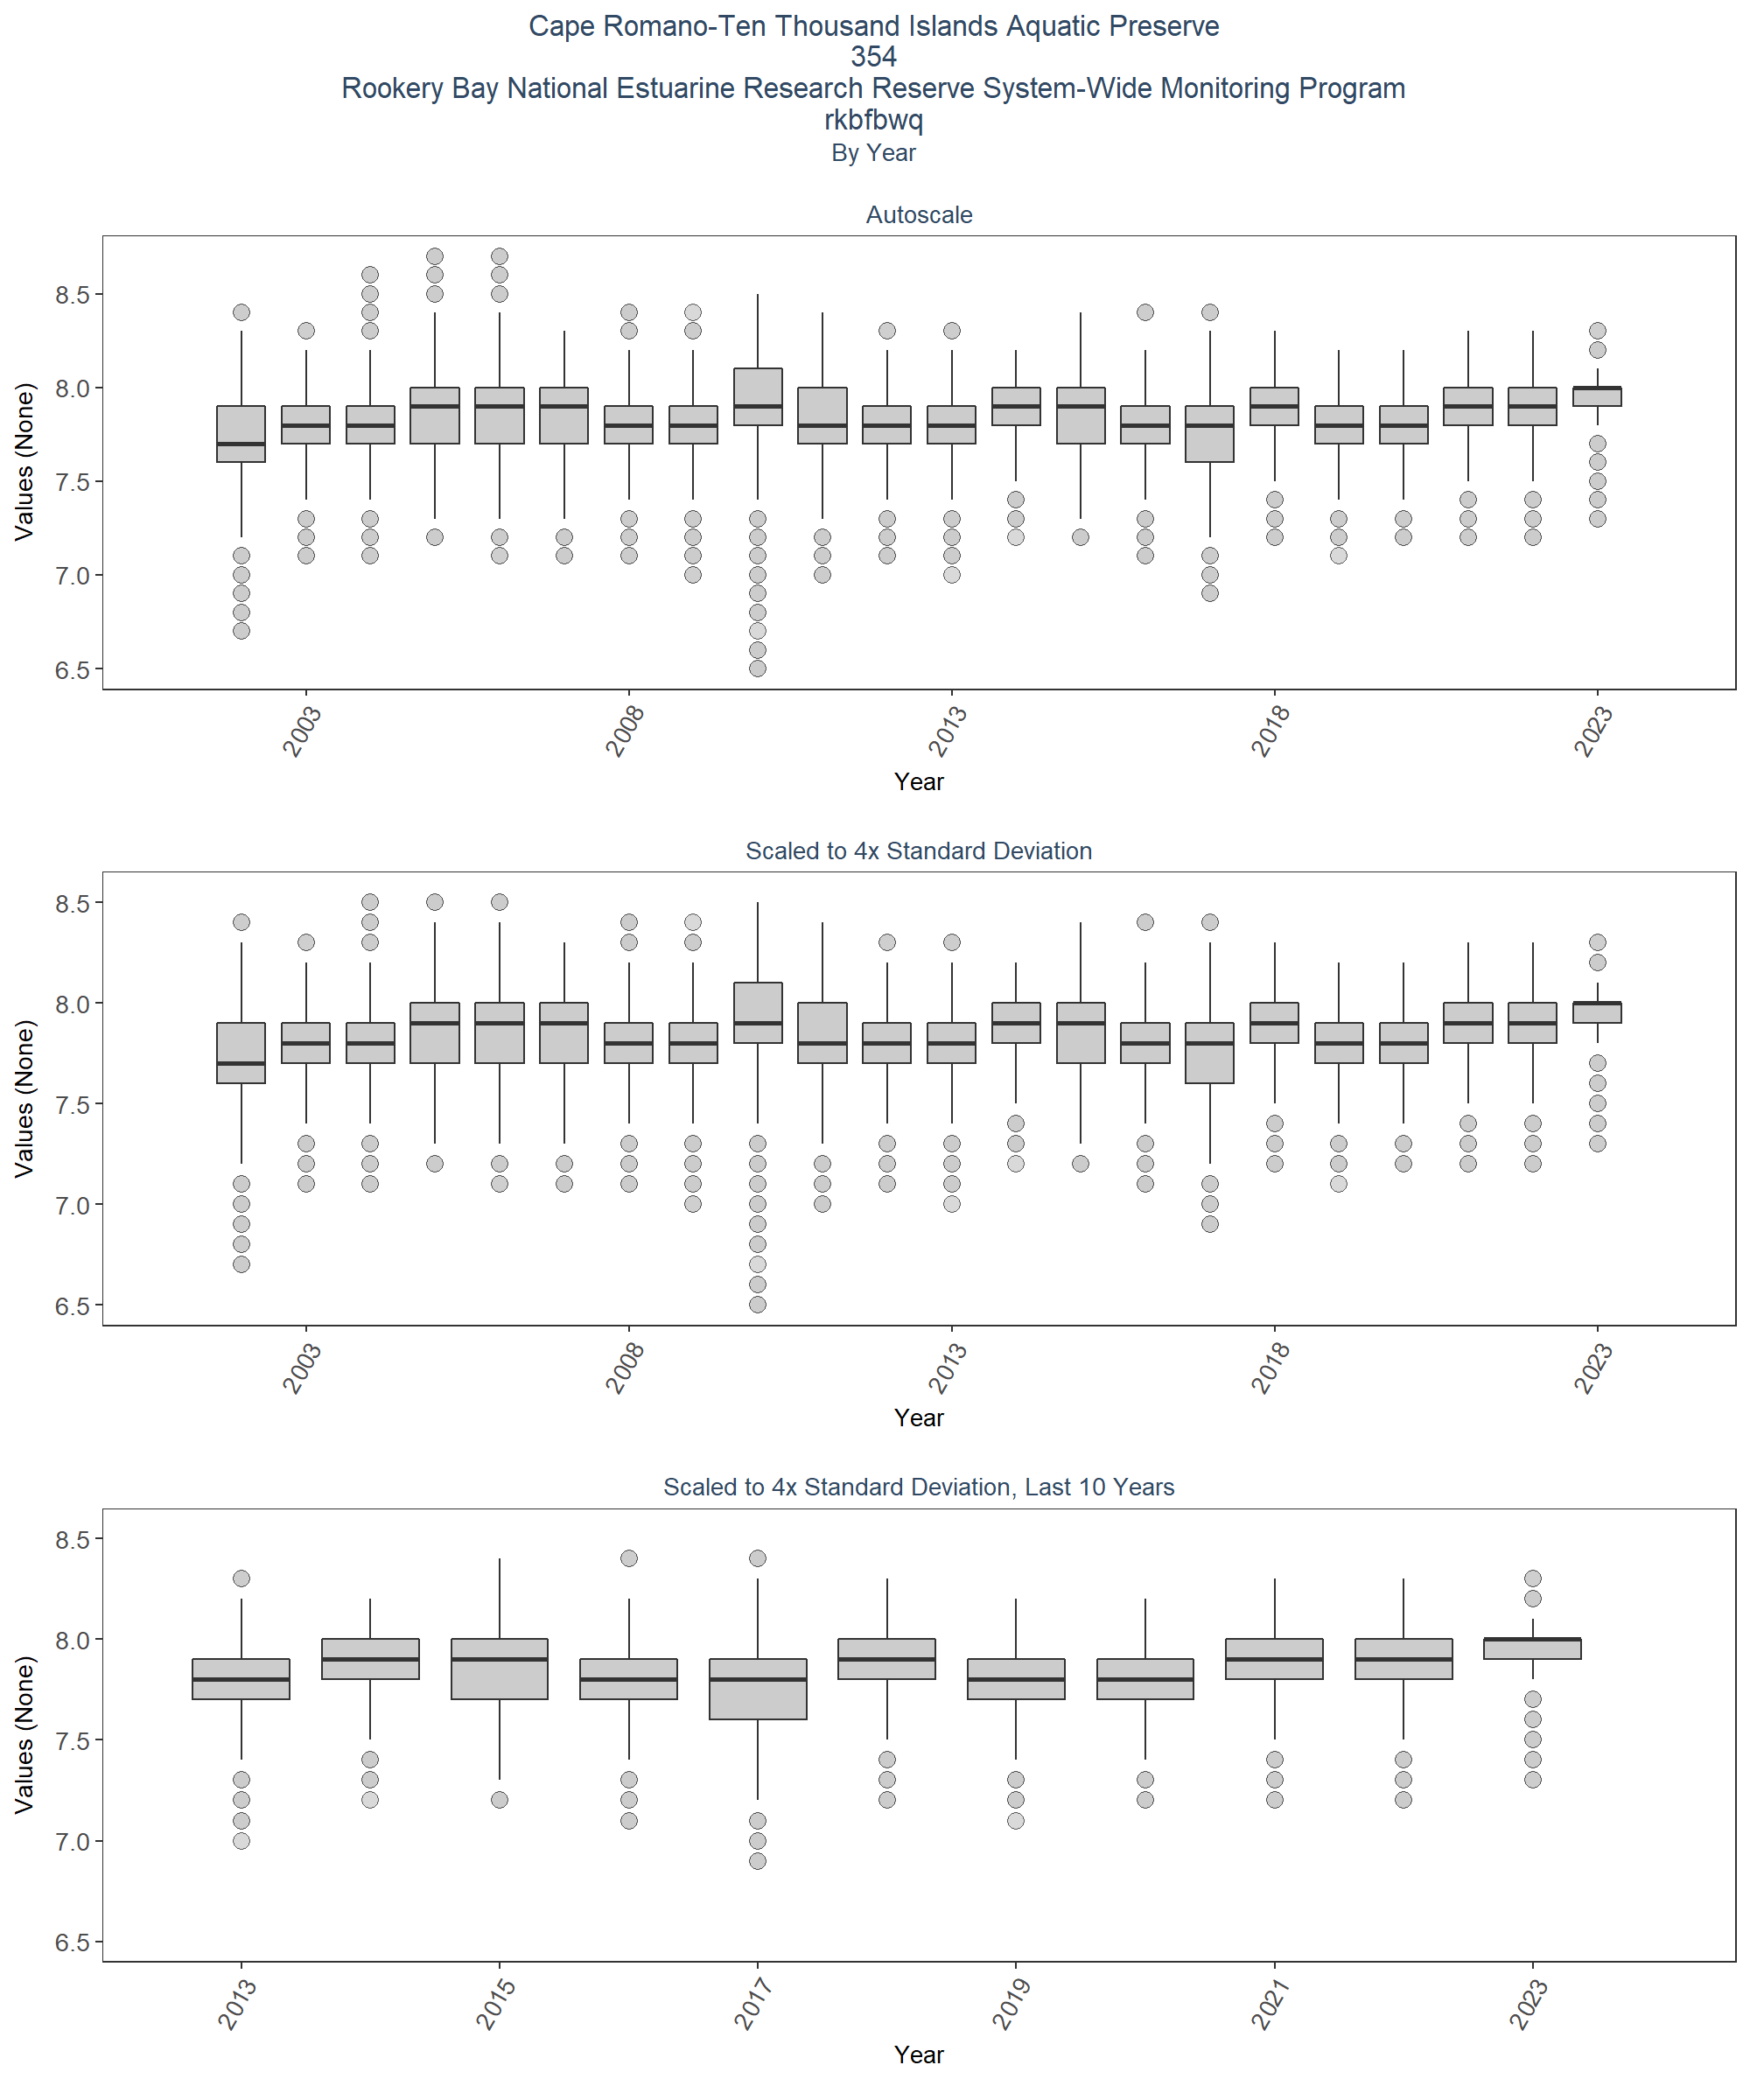 Cape Romano-Ten Thousand Islands Aquatic Preserve
354
Rookery Bay National Estuarine Research Reserve System-Wide Monitoring Program
rkbfbwq
By Year
Autoscale
Values (None)
8.5
8.0
7.5
7.0
6.5
2003
2008
2013
2018
2023
Year
Scaled to 4x Standard Deviation
Values (None)
8.5
8.0
7.5
7.0
6.5
2003
2008
2013
2018
2023
Year
Scaled to 4x Standard Deviation, Last 10 Years
Values (None)
8.5
8.0
7.5
7.0
6.5
2013
2015
2017
2019
2021
2023
Year